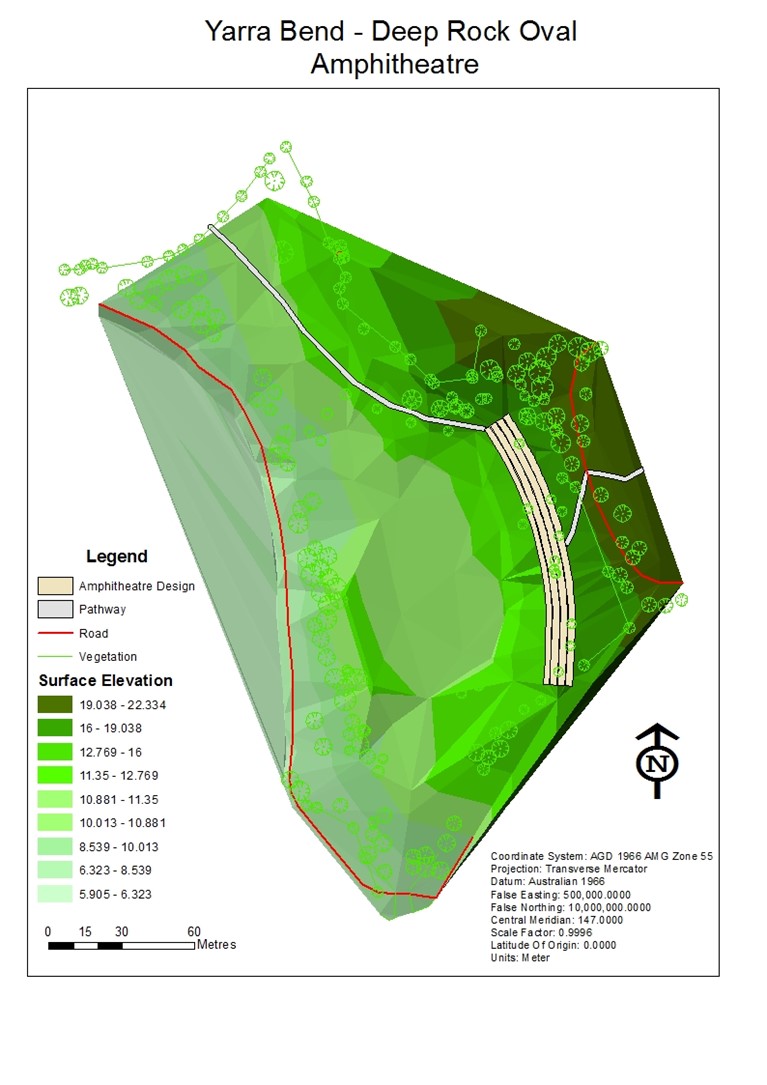 Yarra Bend - Deep Rock Oval
Amphitheatre
Legend
Amphitheatre Design
Pathway
Road
Vegetation
Surface Elevation
19.038 - 22.334
16 - 19.038
12.769 - 16
11.35 - 12.769
10.881 - 11.35
10.013 - 10.881
8.539 - 10.013
6.323 - 8.539
5.905 - 6.323
0 15 30 60
Metres
N
Coordinate System: AGD 1966 AMG Zone 55
Projection: Transverse Mercator
Datum: Australian 1966
False Easting: 500,000.0000
False Northing: 10,000,000.0000
Central Meridian: 147.0000
Scale Factor: 0.9996
Latitude Of Origin: 0.0000
Units: Meter